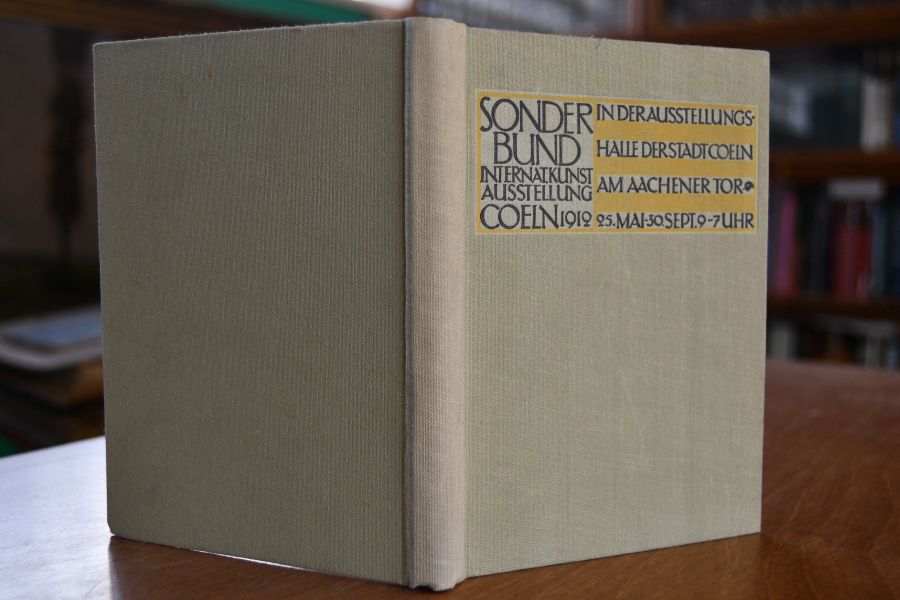 SONDER
BUND
INTERNAT.KUNST
AUSSTELLUNG
COELN 1912
IN DER AUSSTELLUNGS-
HALLE DER STADT COELN
AM AACHENER TOR
25.MAI-30.SEPT.9-7 UHR